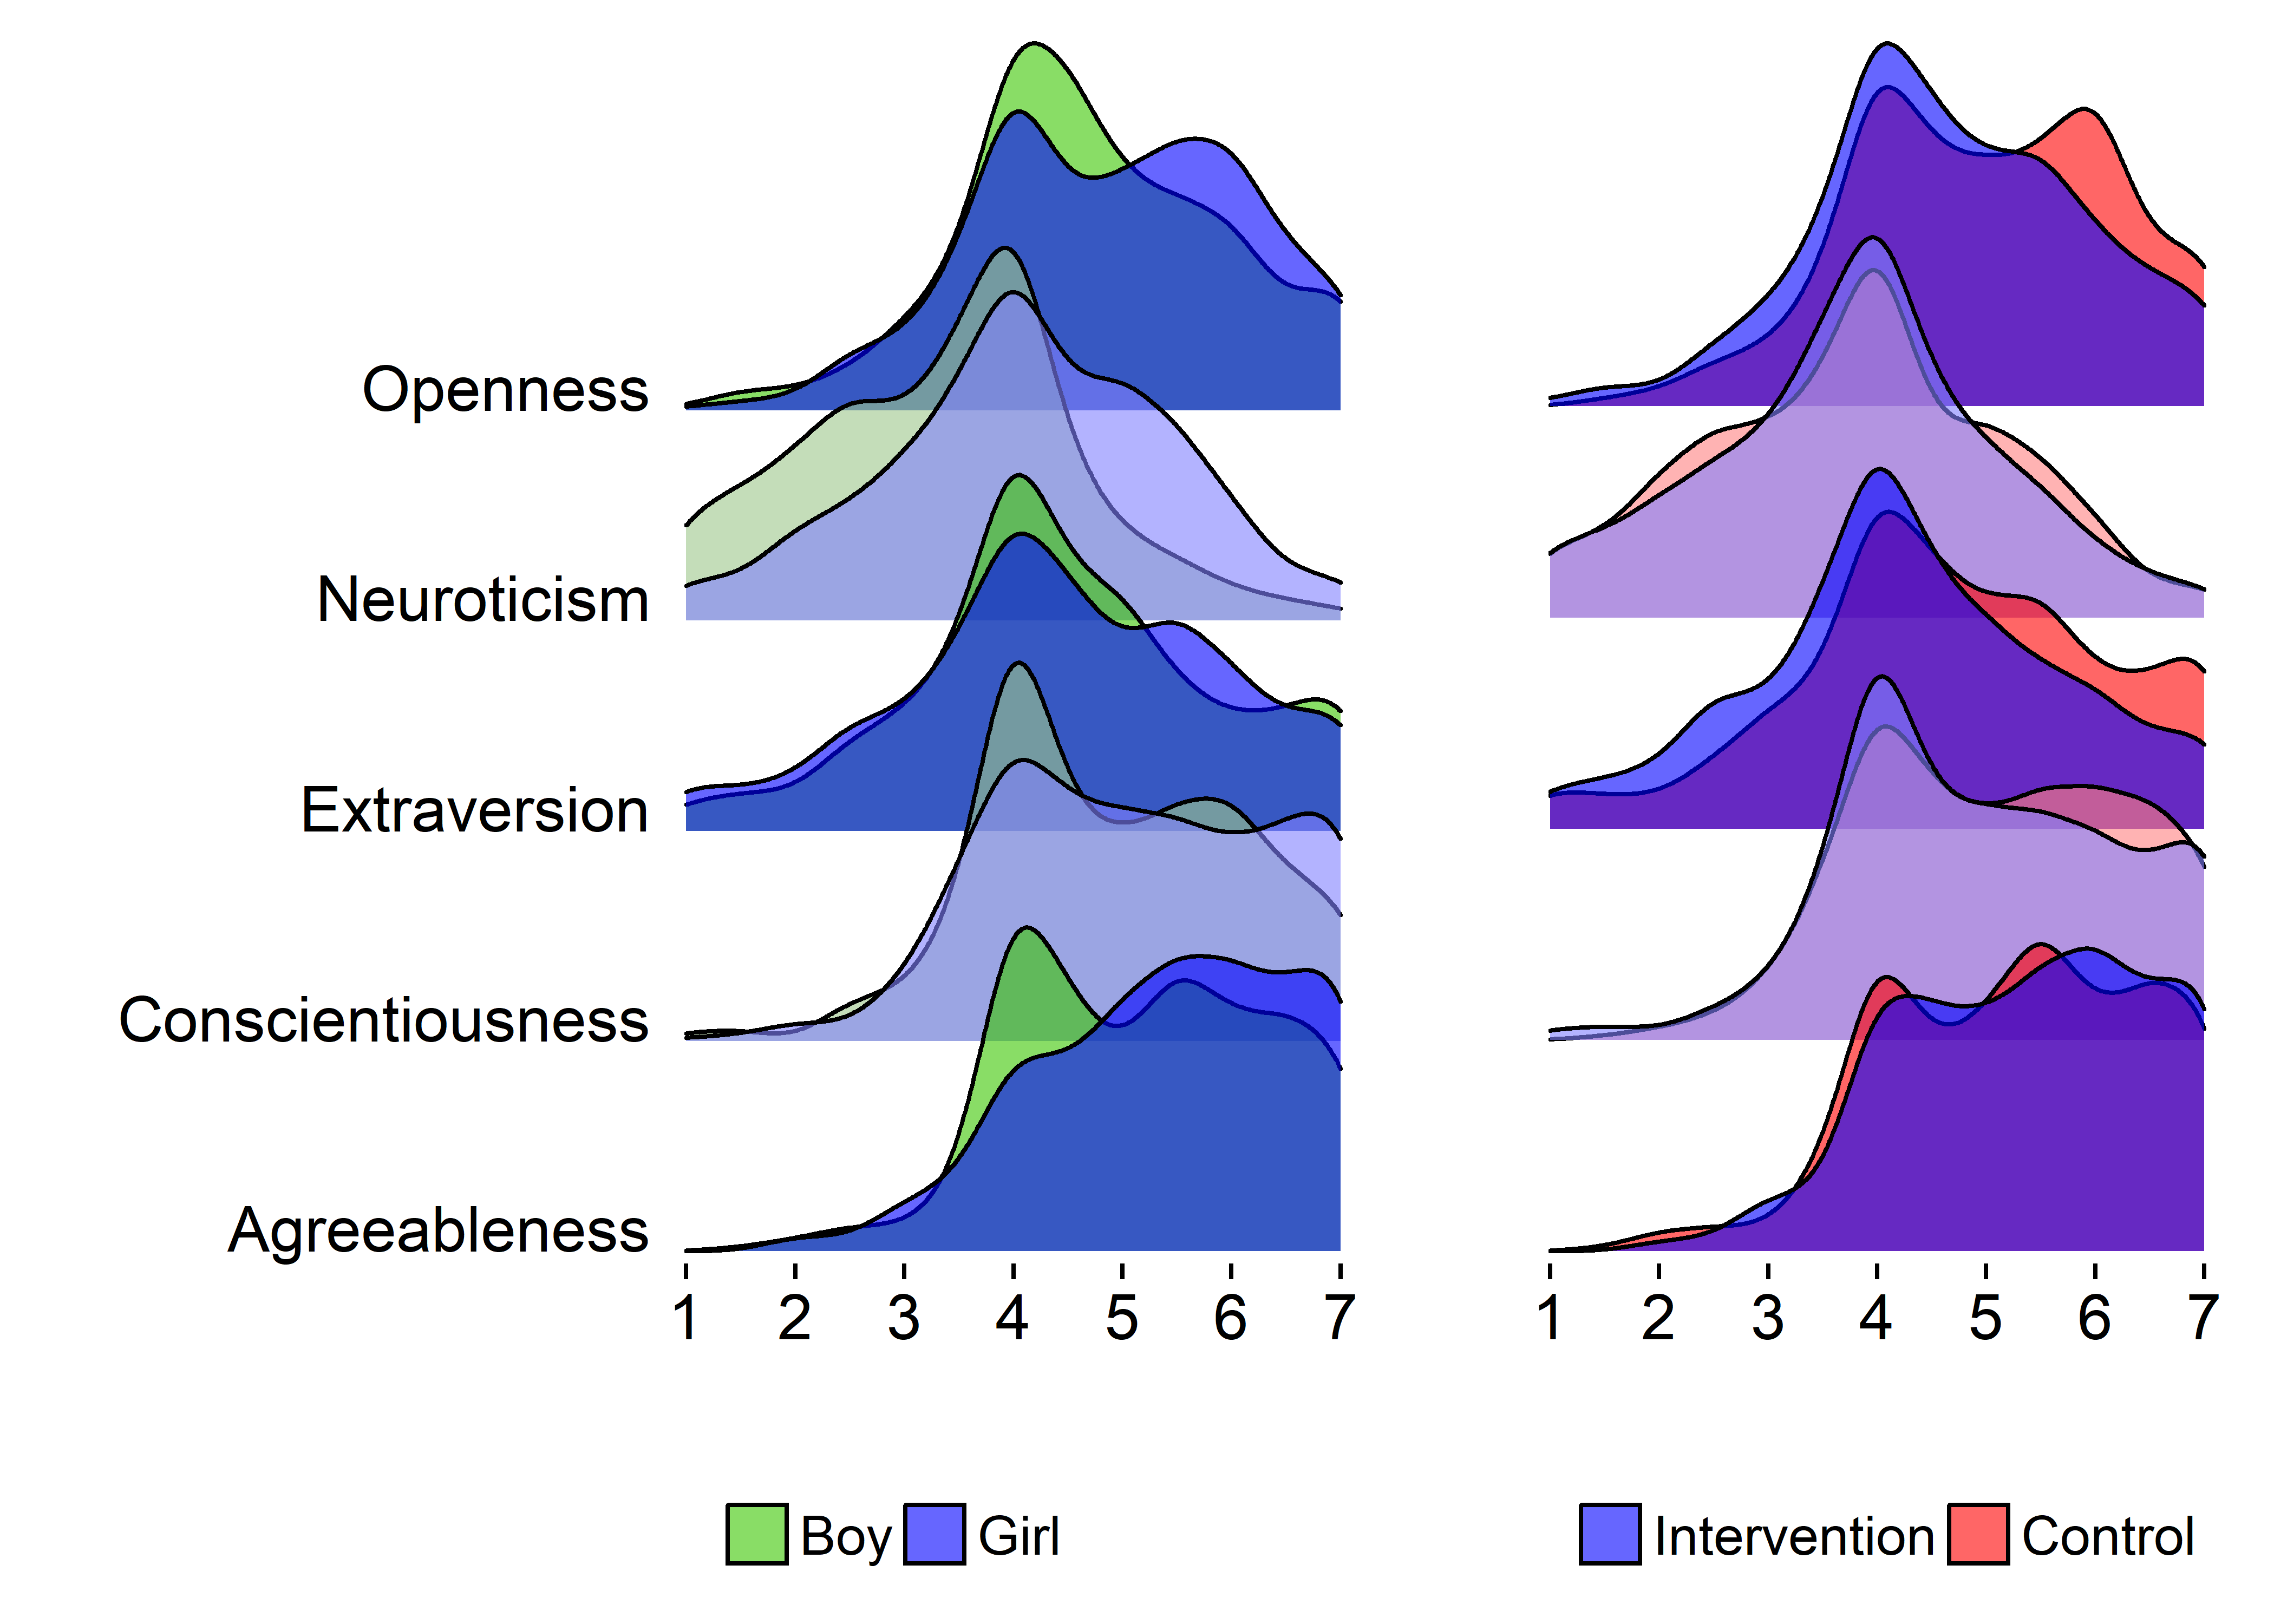 Openness
Neuroticism
Extraversion
Conscientiousness
Agreeableness
1 2 3 4 5 6 7
1 2 3 4 5 6 7
Boy Girl
Intervention Control